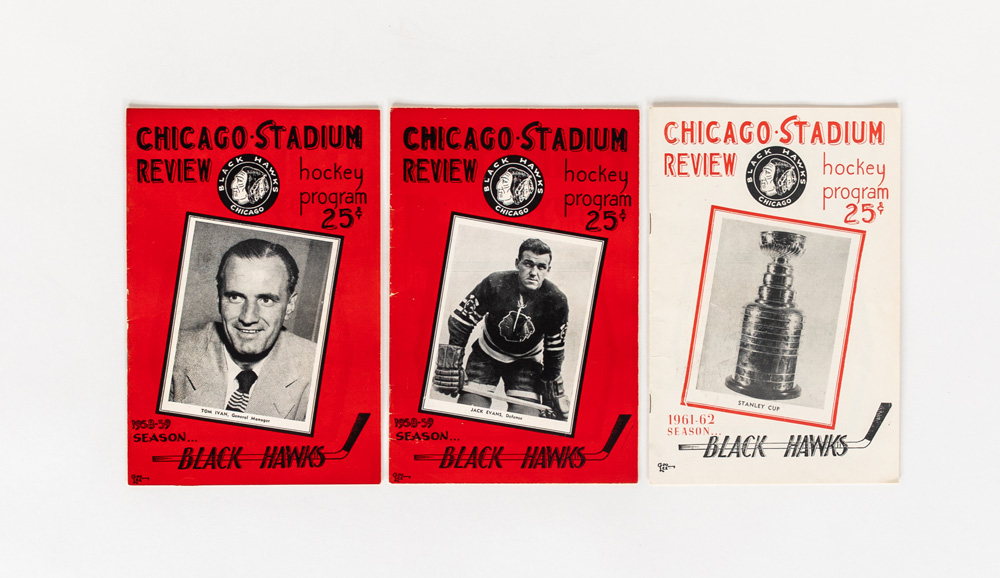 CHICAGO · STADIUM
REVIEW
BLACK HAWKS
CHICAGO
hockey
program
25¢
TOM IVAN, General Manager
1958-59
SEASON...
BLACK HAWKS
CHICAGO · STADIUM
REVIEW
BLACK HAWKS
CHICAGO
hockey
program
25¢
JACK EVANS, Defense
1958-59
SEASON...
BLACK HAWKS
CHICAGO · STADIUM
REVIEW
BLACK HAWKS
CHICAGO
hockey
program
25¢
STANLEY CUP
1961-62
SEASON...
BLACK HAWKS